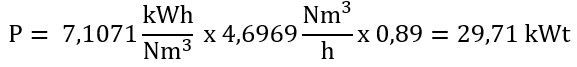 P = 7,1071 kWh/Nm³ x 4,6969 Nm³/h x 0,89 = 29,71 kWt